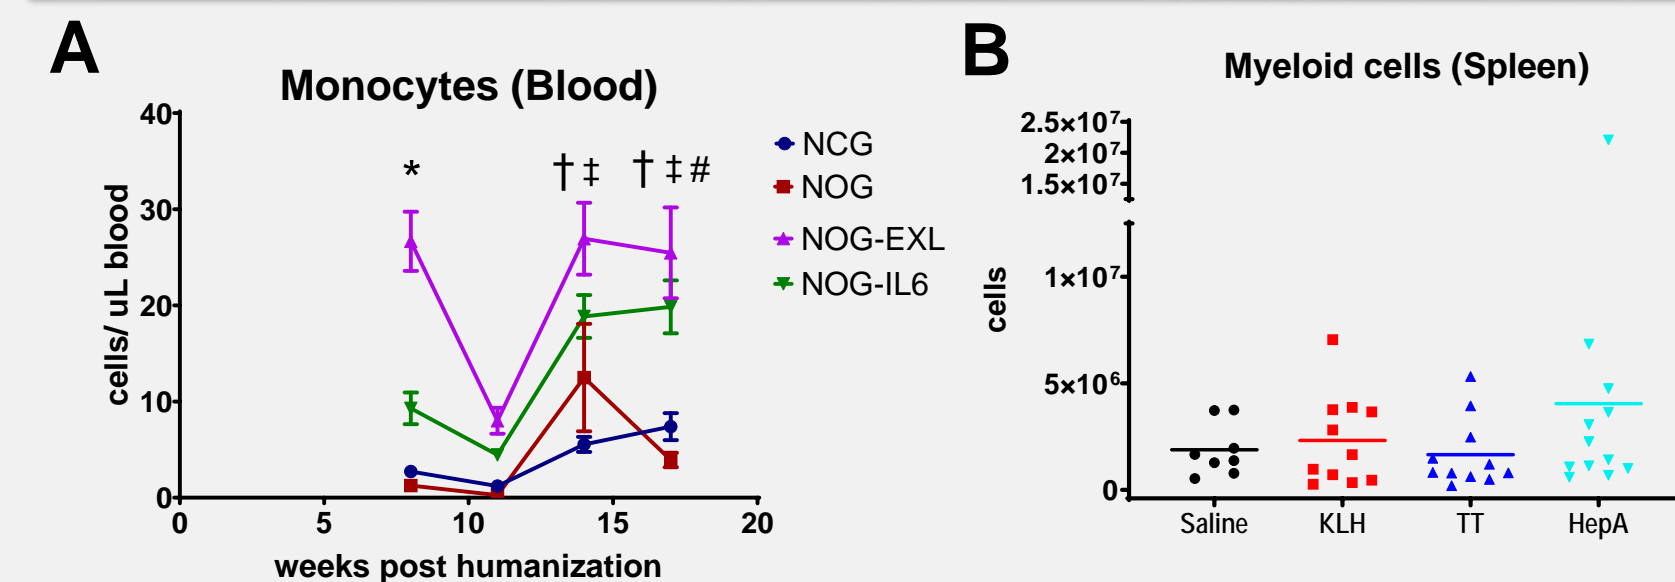 A
Monocytes (Blood)
cells/ uL blood
40
30
20
10
0
*
† ‡
† ‡ #
0 5 10 15 20
weeks post humanization
NCG
NOG
NOG-EXL
NOG-IL6
B
Myeloid cells (Spleen)
cells
2.5×10⁷
2×10⁷
1.5×10⁷
1×10⁷
5×10⁶
0
Saline KLH TT HepA